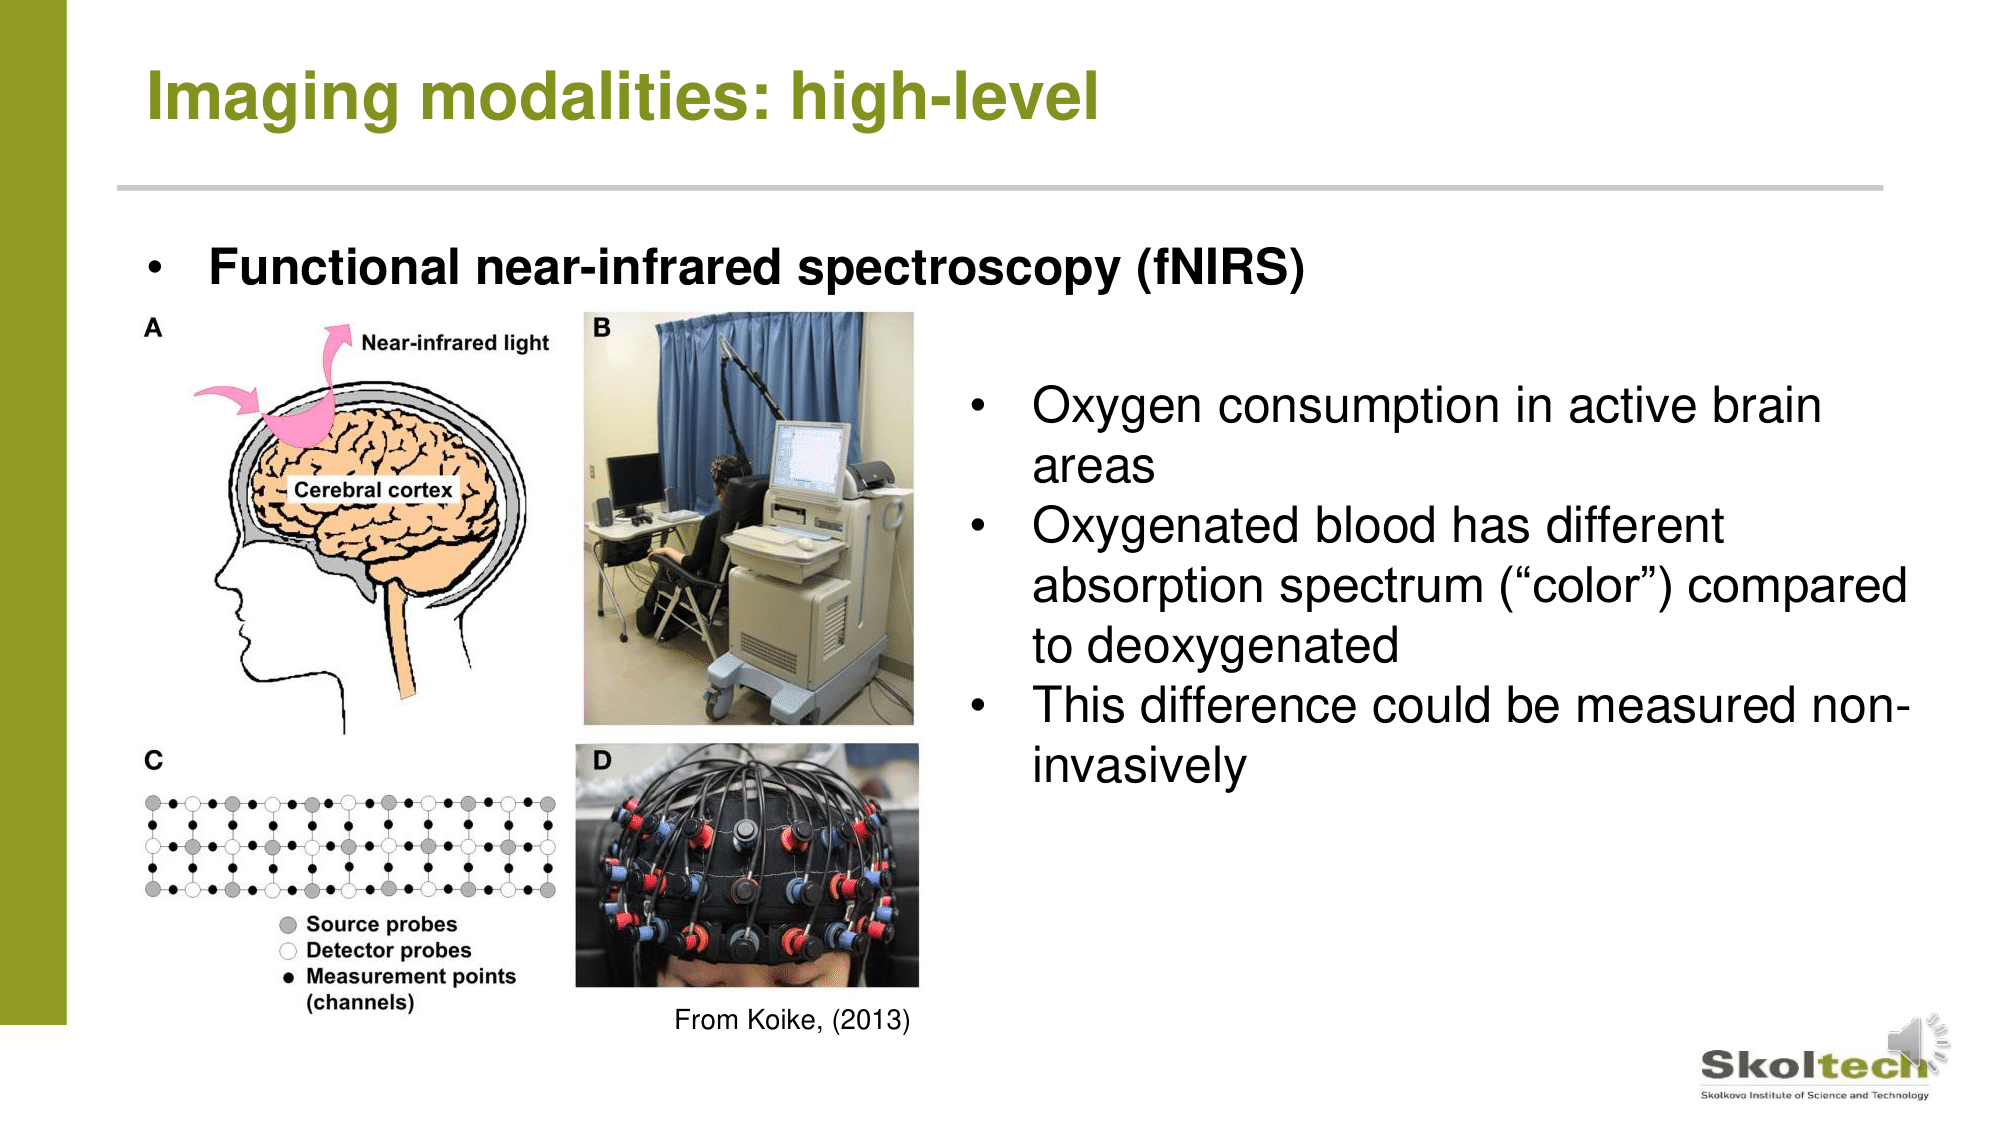 Imaging modalities: high-level
• Functional near-infrared spectroscopy (fNIRS)
A
Near-infrared light
Cerebral cortex
B
C
Source probes
Detector probes
Measurement points
(channels)
D
From Koike, (2013)
• Oxygen consumption in active brain
areas
• Oxygenated blood has different
absorption spectrum (“color”) compared
to deoxygenated
• This difference could be measured non-
invasively
Skoltech
Skolkovo Institute of Science and Technology